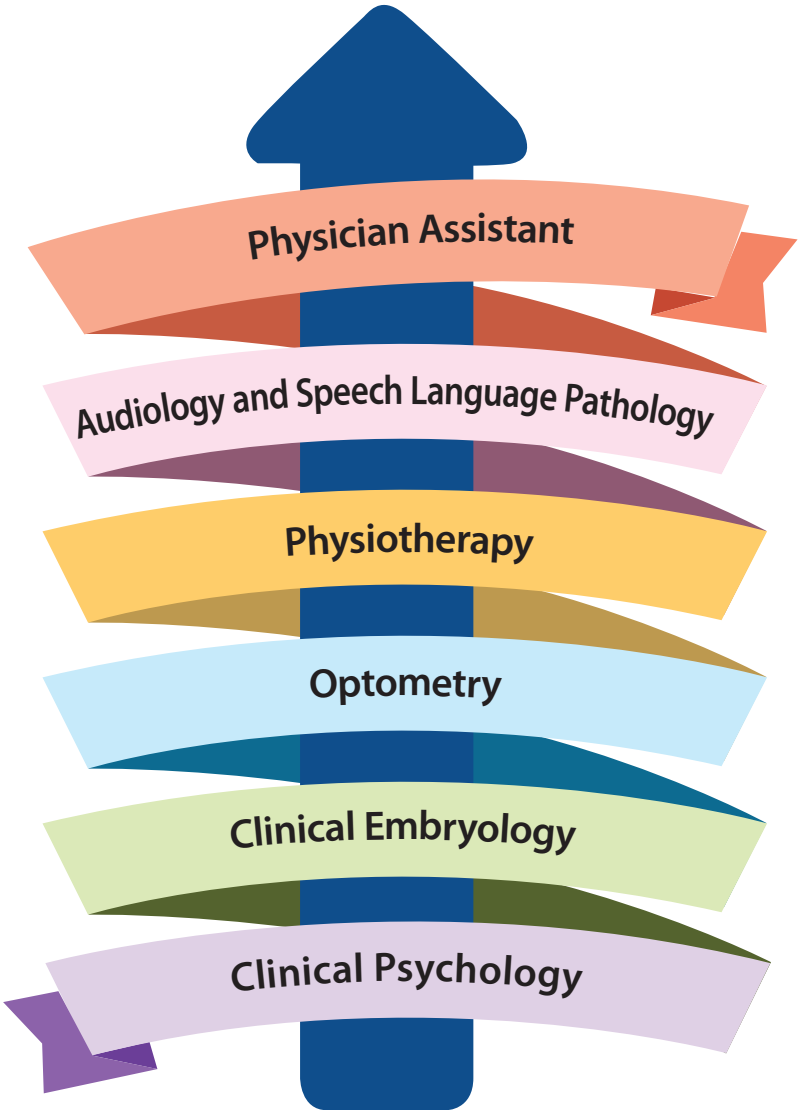 Physician Assistant
Audiology and Speech Language Pathology
Physiotherapy
Optometry
Clinical Embryology
Clinical Psychology